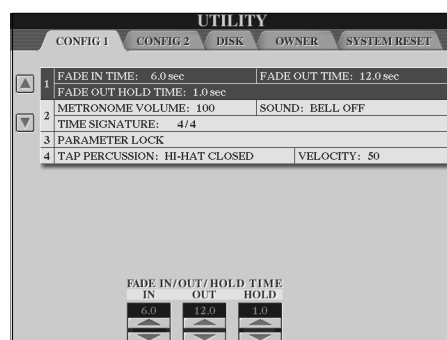 UTILITY
CONFIG 1 CONFIG 2 DISK OWNER SYSTEM RESET
1 FADE IN TIME: 6.0 sec FADE OUT TIME: 12.0 sec
FADE OUT HOLD TIME: 1.0 sec
2 METRONOME VOLUME: 100 SOUND: BELL OFF
TIME SIGNATURE: 4/4
3 PARAMETER LOCK
4 TAP PERCUSSION: HI-HAT CLOSED VELOCITY: 50
FADE IN/OUT/HOLD TIME
IN OUT HOLD
6.0 12.0 1.0